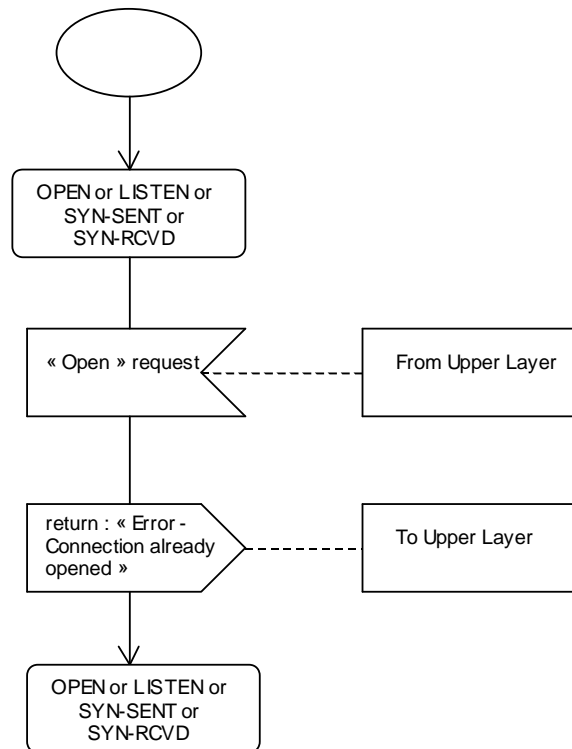 OPEN or LISTEN or
SYN-SENT or
SYN-RCVD
« Open » request
From Upper Layer
return : « Error -
Connection already
opened »
To Upper Layer
OPEN or LISTEN or
SYN-SENT or
SYN-RCVD